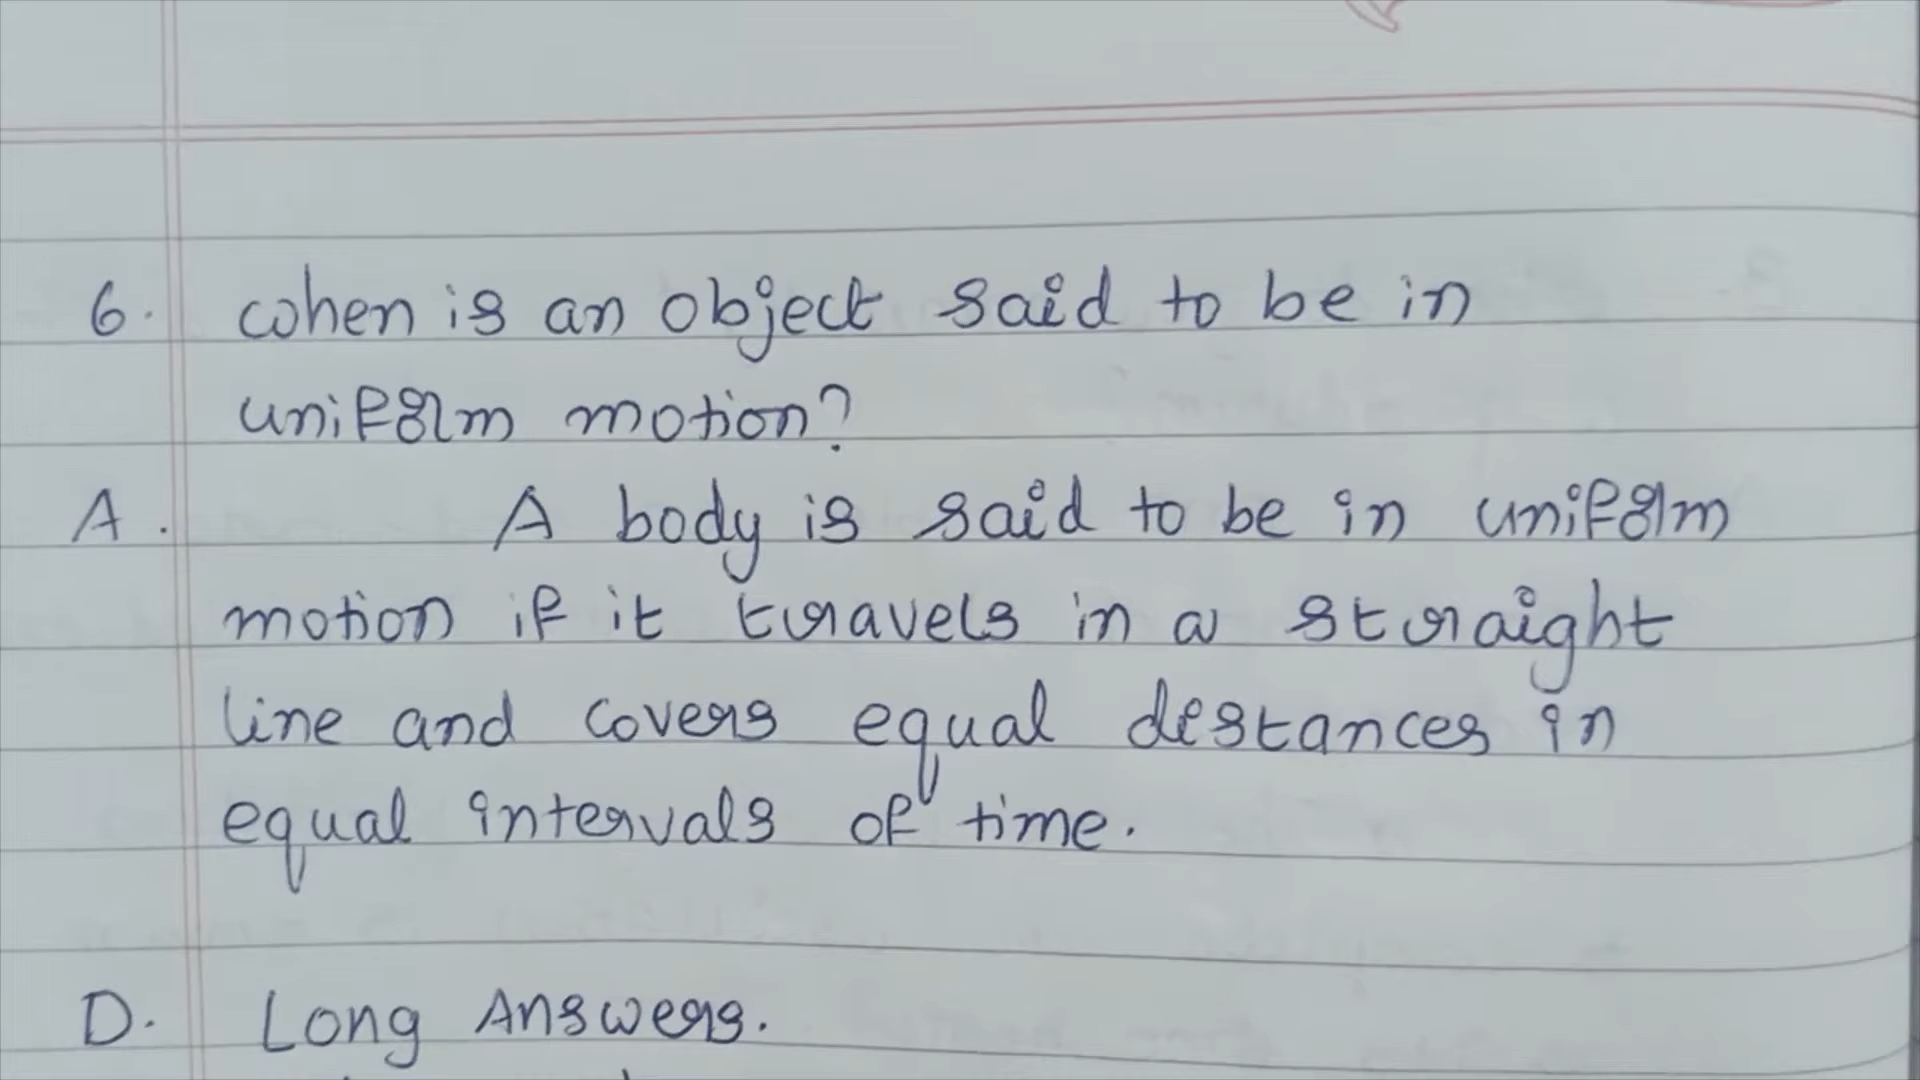 6. When is an object said to be in
uniform motion?
A. A body is said to be in uniform
motion if it travels in a straight
line and covers equal distances in
equal intervals of time.
D. Long Answers.